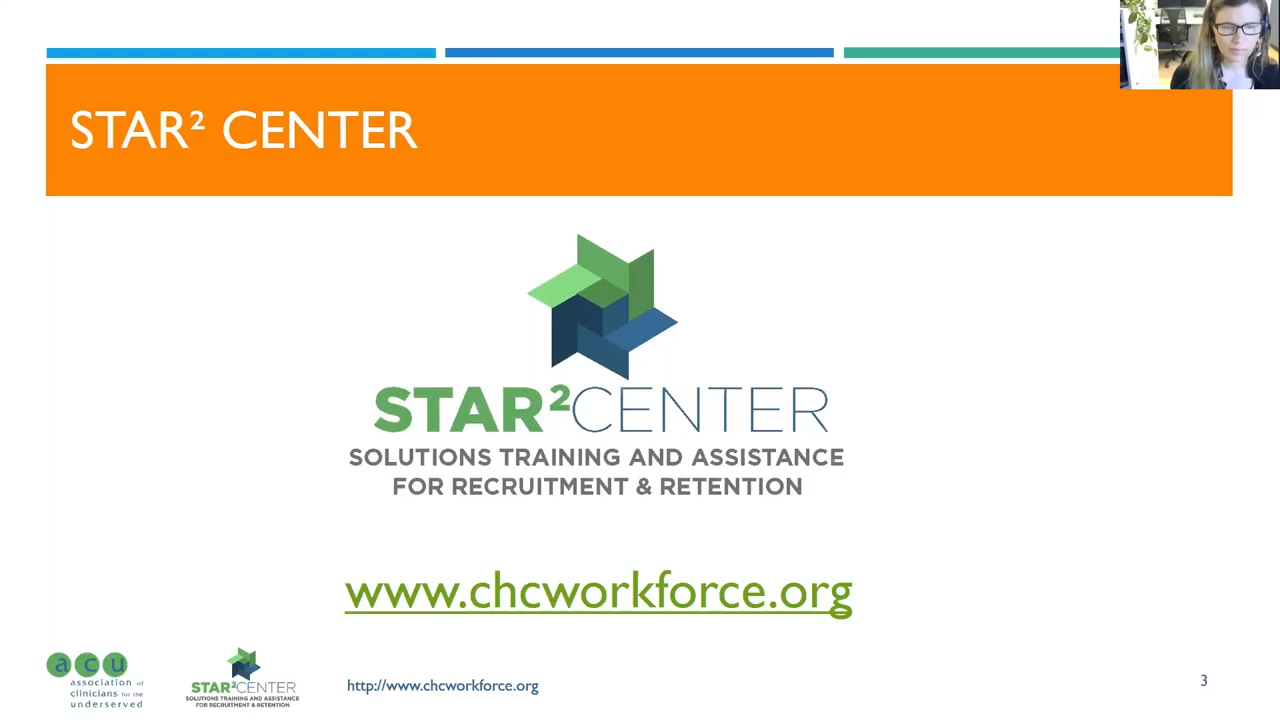 STAR² CENTER
STAR²CENTER
SOLUTIONS TRAINING AND ASSISTANCE
FOR RECRUITMENT & RETENTION
www.chcworkforce.org
acu
association of
clinicians for the
underserved
STAR²CENTER
SOLUTIONS TRAINING AND ASSISTANCE
FOR RECRUITMENT & RETENTION
http://www.chcworkforce.org
3